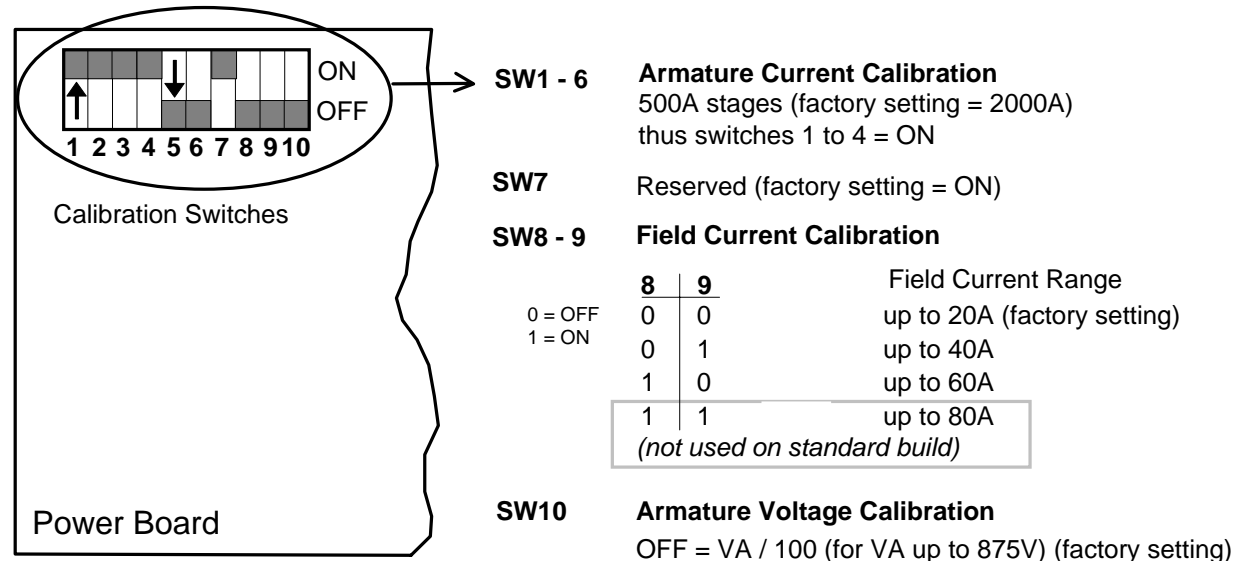 ON
OFF
1 2 3 4 5 6 7 8 9 10
Calibration Switches
Power Board
SW1 - 6 Armature Current Calibration
500A stages (factory setting = 2000A)
thus switches 1 to 4 = ON
SW7 Reserved (factory setting = ON)
SW8 - 9 Field Current Calibration
8 9 Field Current Range
0 = OFF
1 = ON
0 0 up to 20A (factory setting)
0 1 up to 40A
1 0 up to 60A
1 1 up to 80A
(not used on standard build)
SW10 Armature Voltage Calibration
OFF = VA / 100 (for VA up to 875V) (factory setting)